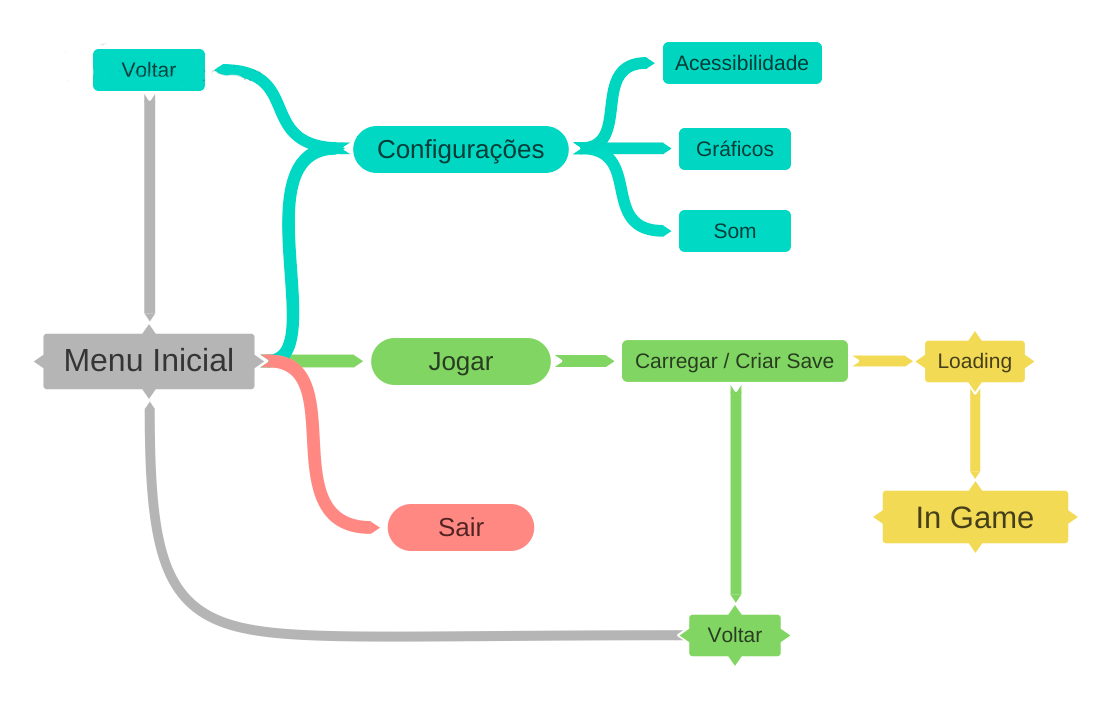 Voltar
Acessibilidade
Configurações
Gráficos
Som
Menu Inicial
Jogar
Carregar / Criar Save
Loading
In Game
Sair
Voltar